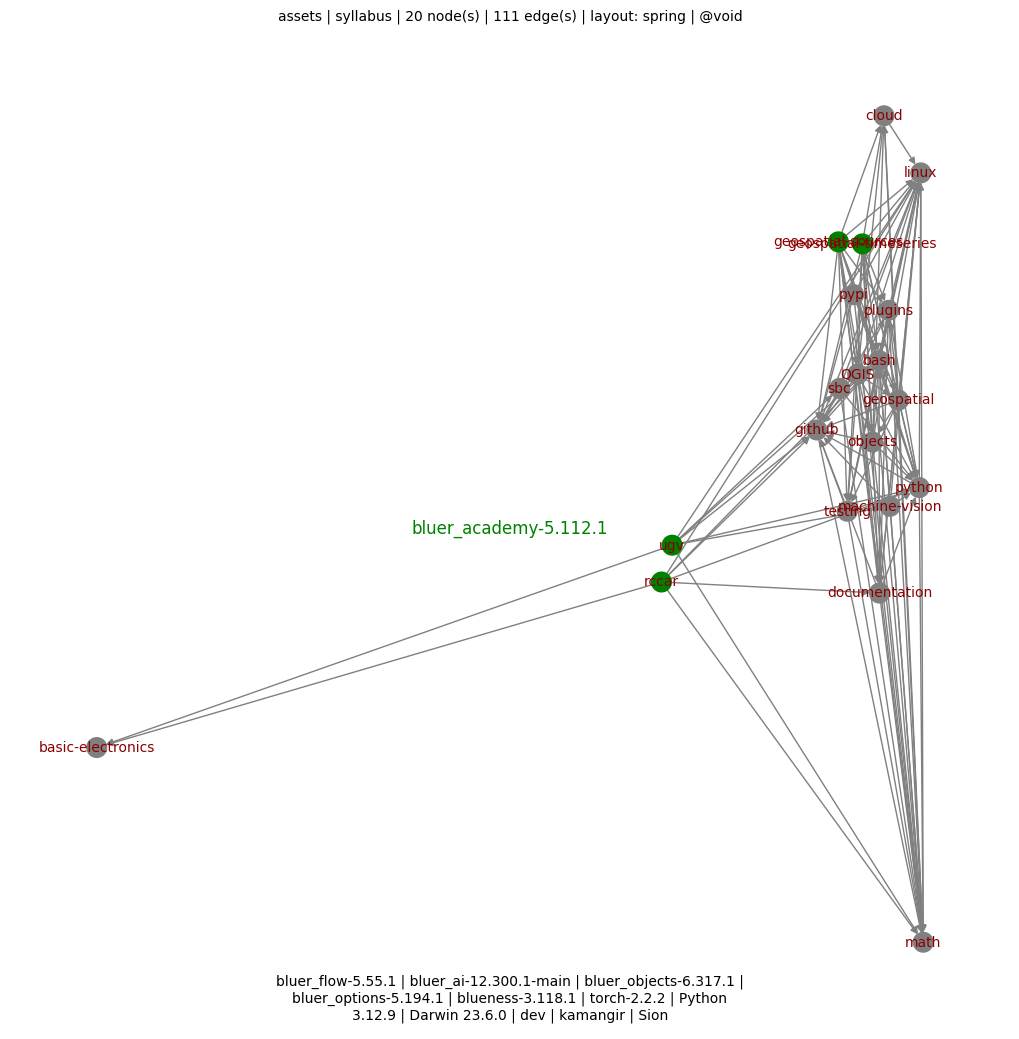 assets | syllabus | 20 node(s) | 111 edge(s) | layout: spring | @void
cloud
linux
geospatial-sources
geospatial-timeseries
pypi
plugins
bash
QGIS
sbc
geospatial
github
objects
python
machine-vision
testing
bluer_academy-5.112.1
ugv
rccar
documentation
basic-electronics
math
bluer_flow-5.55.1 | bluer_ai-12.300.1-main | bluer_objects-6.317.1 |
bluer_options-5.194.1 | blueness-3.118.1 | torch-2.2.2 | Python
3.12.9 | Darwin 23.6.0 | dev | kamangir | Sion